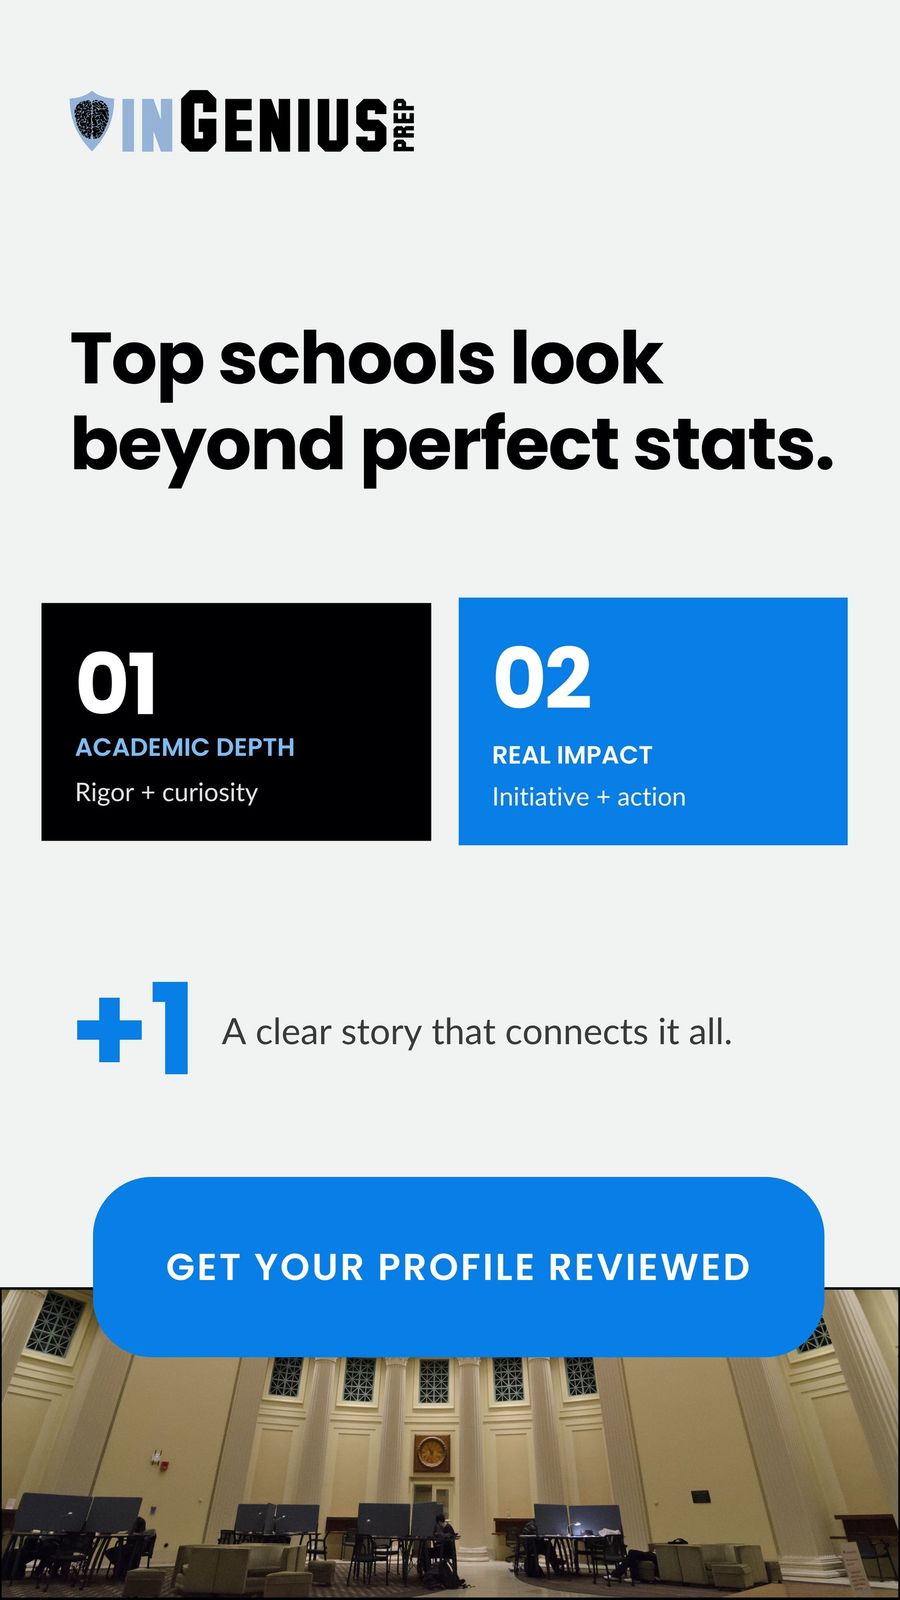 INGENIUS PREP
Top schools look
beyond perfect stats.
01
ACADEMIC DEPTH
Rigor + curiosity
02
REAL IMPACT
Initiative + action
+1 A clear story that connects it all.
GET YOUR PROFILE REVIEWED